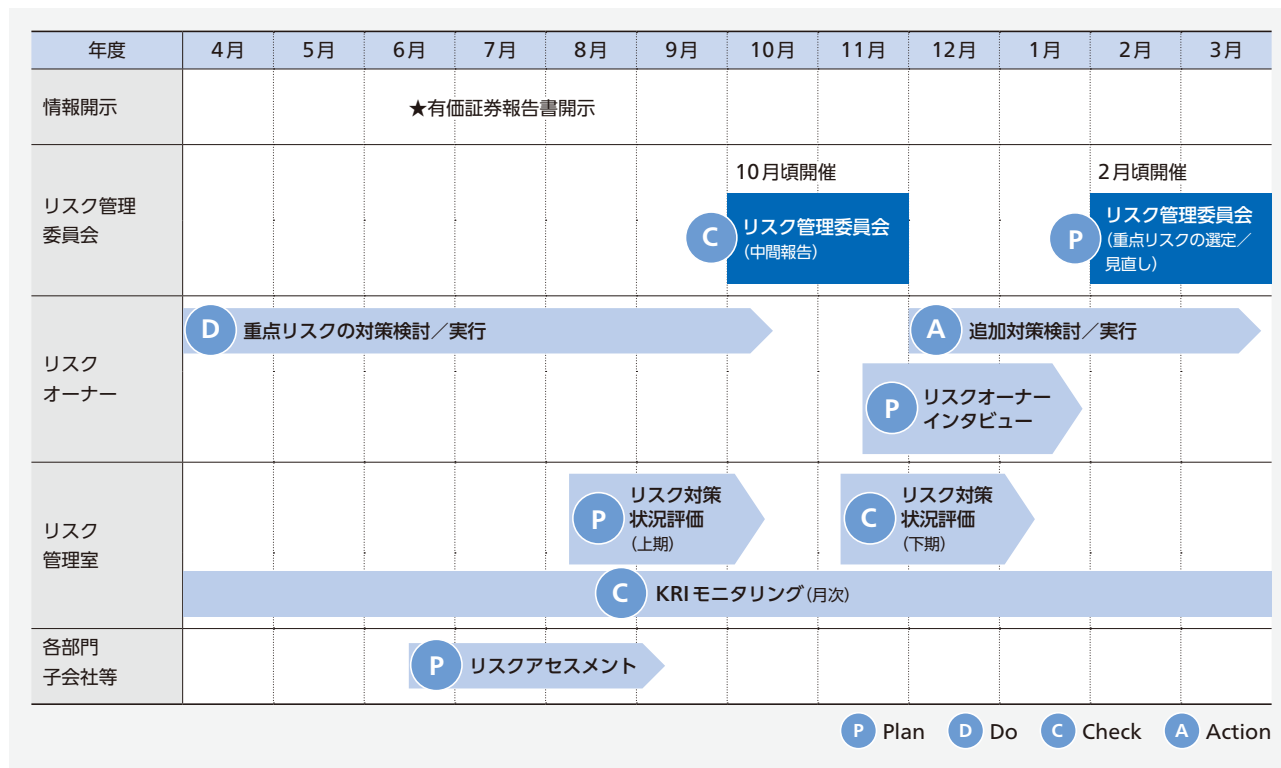 年度 4月 5月 6月 7月 8月 9月 10月 11月 12月 1月 2月 3月
情報開示
★有価証券報告書開示
リスク管理
委員会
10月頃開催
C
リスク管理委員会
(中間報告)
2月頃開催
P
リスク管理委員会
(重点リスクの選定／
見直し)
リスク
オーナー
D 重点リスクの対策検討／実行
A 追加対策検討／実行
P
リスクオーナー
インタビュー
リスク
管理室
P
リスク対策
状況評価
(上期)
C
リスク対策
状況評価
(下期)
C KRIモニタリング(月次)
各部門
子会社等
P リスクアセスメント
P Plan D Do C Check A Action